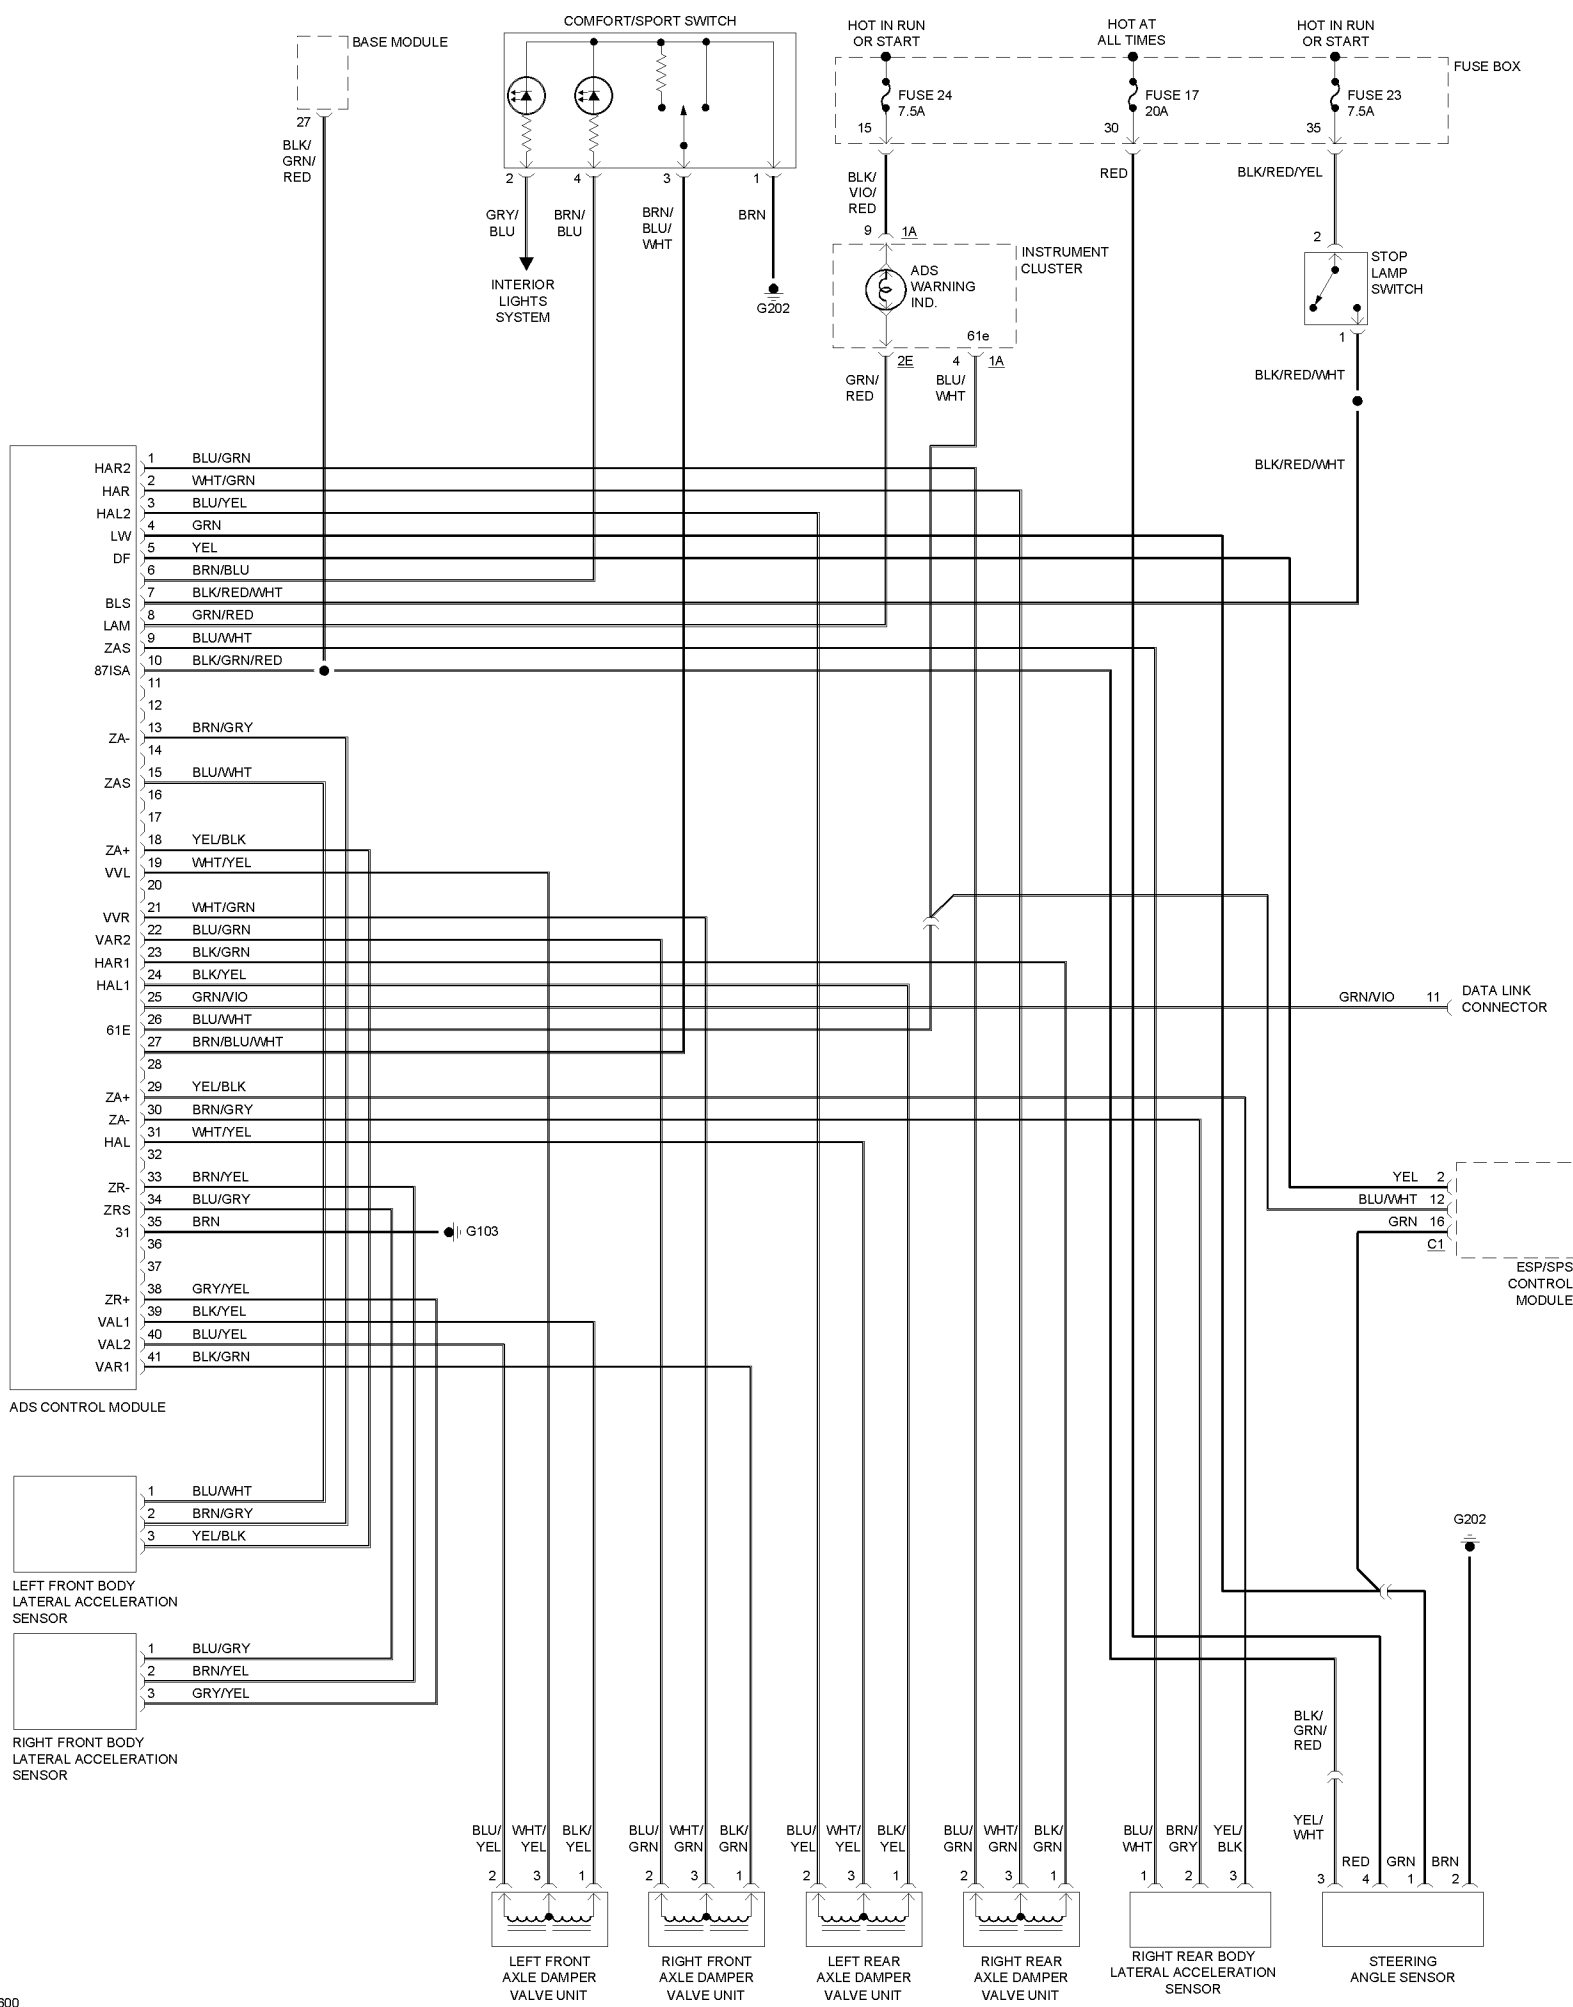 COMFORT/SPORT SWITCH
HOT IN RUN
OR START
HOT AT
ALL TIMES
HOT IN RUN
OR START
BASE MODULE
FUSE BOX
FUSE 24
7.5A
FUSE 17
20A
FUSE 23
7.5A
27
15
30
35
BLK/
GRN/
RED
2
4
3
1
BLK/
VIO/
RED
RED
BLK/RED/YEL
GRY/
BLU
BRN/
BLU
BRN/
BLU/
WHT
BRN
9
1A
2
INSTRUMENT
CLUSTER
STOP
LAMP
SWITCH
ADS
WARNING
IND.
INTERIOR
LIGHTS
SYSTEM
G202
61e
1
2E
4
1A
GRN/
RED
BLU/
WHT
BLK/RED/WHT
BLK/RED/WHT
HAR2 1 BLU/GRN
HAR 2 WHT/GRN
HAL2 3 BLU/YEL
LW 4 GRN
DF 5 YEL
6 BRN/BLU
BLS 7 BLK/RED/WHT
LAM 8 GRN/RED
ZAS 9 BLU/WHT
87ISA 10 BLK/GRN/RED
11
12
ZA- 13 BRN/GRY
14
ZAS 15 BLU/WHT
16
17
ZA+ 18 YEL/BLK
VVL 19 WHT/YEL
20
VVR 21 WHT/GRN
VAR2 22 BLU/GRN
HAR1 23 BLK/GRN
HAL1 24 BLK/YEL
25 GRN/VIO
GRN/VIO 11
DATA LINK
CONNECTOR
61E 26 BLU/WHT
27 BRN/BLU/WHT
28
ZA+ 29 YEL/BLK
ZA- 30 BRN/GRY
HAL 31 WHT/YEL
32
ZR- 33 BRN/YEL
ZRS 34 BLU/GRY
31 35 BRN
G103
36
37
ZR+ 38 GRY/YEL
VAL1 39 BLK/YEL
VAL2 40 BLU/YEL
VAR1 41 BLK/GRN
ADS CONTROL MODULE
YEL 2
BLU/WHT 12
GRN 16
C1
ESP/SPS
CONTROL
MODULE
1 BLU/WHT
2 BRN/GRY
3 YEL/BLK
LEFT FRONT BODY
LATERAL ACCELERATION
SENSOR
G202
1 BLU/GRY
2 BRN/YEL
3 GRY/YEL
RIGHT FRONT BODY
LATERAL ACCELERATION
SENSOR
BLK/
GRN/
RED
YEL/
WHT
BLU/
YEL
WHT/
YEL
BLK/
YEL
BLU/
GRN
WHT/
GRN
BLK/
GRN
BLU/
YEL
WHT/
YEL
BLK/
YEL
BLU/
GRN
WHT/
GRN
BLK/
GRN
BLU/
WHT
BRN/
GRY
YEL/
BLK
RED
GRN
BRN
2 3 1
2 3 1
2 3 1
2 3 1
1 2 3
3 4 1 2
LEFT FRONT
AXLE DAMPER
VALVE UNIT
RIGHT FRONT
AXLE DAMPER
VALVE UNIT
LEFT REAR
AXLE DAMPER
VALVE UNIT
RIGHT REAR
AXLE DAMPER
VALVE UNIT
RIGHT REAR BODY
LATERAL ACCELERATION
SENSOR
STEERING
ANGLE SENSOR
600